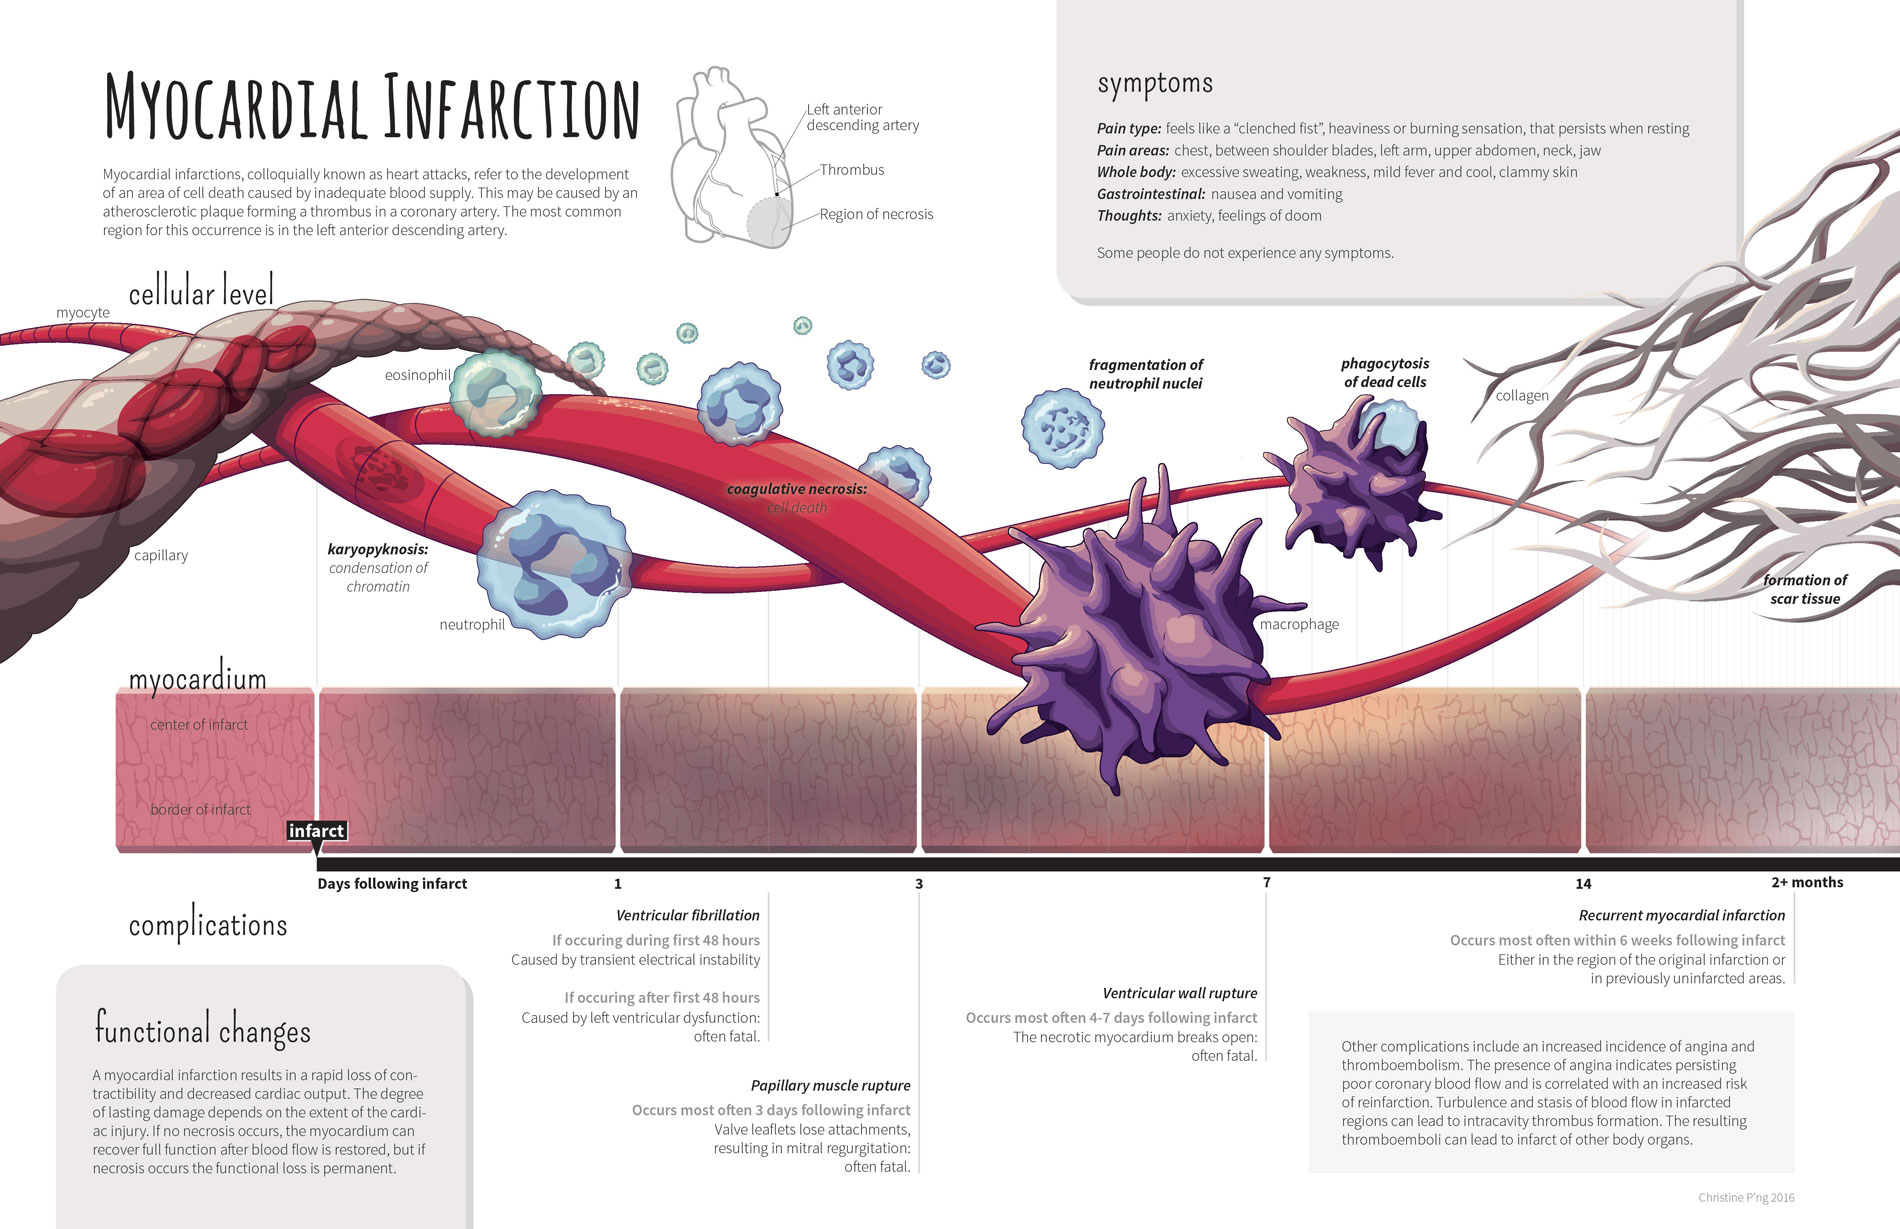 Myocardial Infarction
Myocardial infarctions, colloquially known as heart attacks, refer to the development
of an area of cell death caused by inadequate blood supply. This may be caused by an
atherosclerotic plaque forming a thrombus in a coronary artery. The most common
region for this occurrence is in the left anterior descending artery.
Left anterior
descending artery
Thrombus
Region of necrosis
symptoms
Pain type: feels like a “clenched fist”, heaviness or burning sensation, that persists when resting
Pain areas: chest, between shoulder blades, left arm, upper abdomen, neck, jaw
Whole body: excessive sweating, weakness, mild fever and cool, clammy skin
Gastrointestinal: nausea and vomiting
Thoughts: anxiety, feelings of doom
Some people do not experience any symptoms.
cellular level
myocyte
eosinophil
capillary
karyopyknosis:
condensation of
chromatin
neutrophil
coagulative necrosis:
cell death
fragmentation of
neutrophil nuclei
phagocytosis
of dead cells
macrophage
collagen
formation of
scar tissue
myocardium
center of infarct
border of infarct
infarct
Days following infarct
1
3
7
14
2+ months
complications
Ventricular fibrillation
If occuring during first 48 hours
Caused by transient electrical instability
If occuring after first 48 hours
Caused by left ventricular dysfunction:
often fatal.
Papillary muscle rupture
Occurs most often 3 days following infarct
Valve leaflets lose attachments,
resulting in mitral regurgitation:
often fatal.
Ventricular wall rupture
Occurs most often 4-7 days following infarct
The necrotic myocardium breaks open:
often fatal.
Recurrent myocardial infarction
Occurs most often within 6 weeks following infarct
Either in the region of the original infarction or
in previously uninfarcted areas.
functional changes
A myocardial infarction results in a rapid loss of con-
tractibility and decreased cardiac output. The degree
of lasting damage depends on the extent of the cardi-
ac injury. If no necrosis occurs, the myocardium can
recover full function after blood flow is restored, but if
necrosis occurs the functional loss is permanent.
Other complications include an increased incidence of angina and
thromboembolism. The presence of angina indicates persisting
poor coronary blood flow and is correlated with an increased risk
of reinfarction. Turbulence and stasis of blood flow in infarcted
regions can lead to intracavity thrombus formation. The resulting
thromboemboli can lead to infarct of other body organs.
Christine P'ng 2016